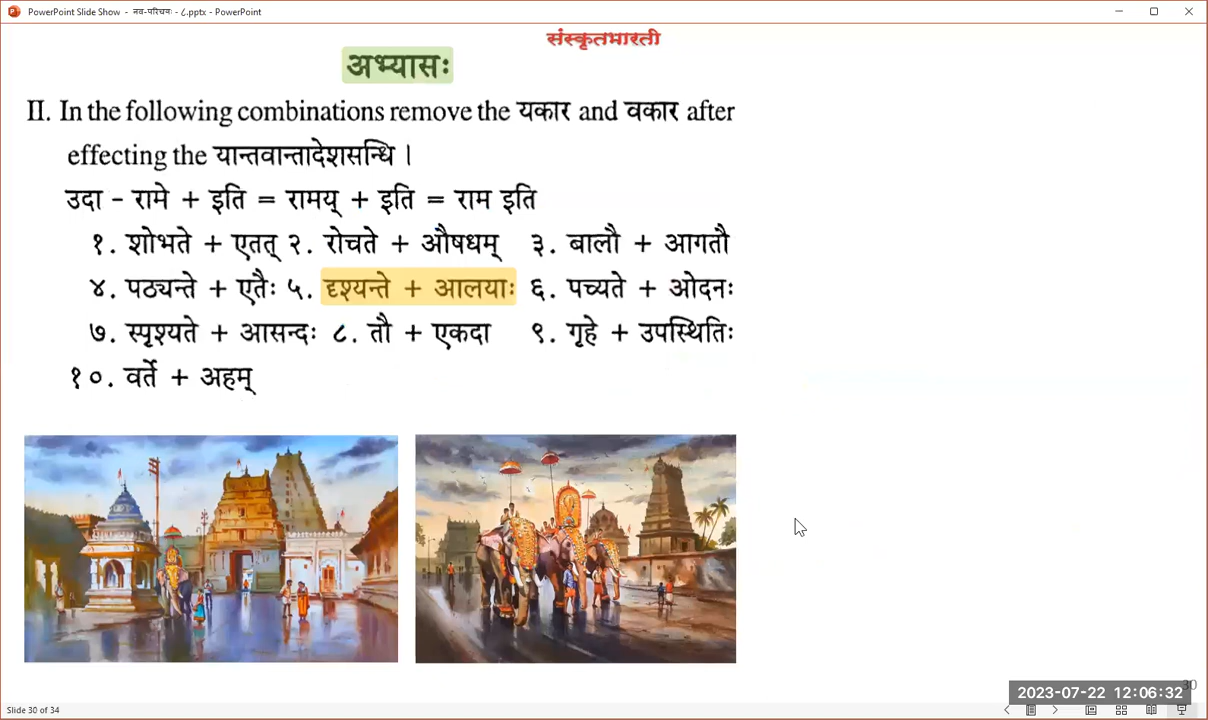 PowerPoint Slide Show - नव-परिचयः - ८.pptx - PowerPoint
संस्कृतभारती
अभ्यासः
II. In the following combinations remove the यकार and वकार after
effecting the यान्तवान्तादेशसन्धि ।
उदा - रामे + इति = रामय् + इति = राम इति
१. शोभते + एतत् २. रोचते + औषधम् ३. बालौ + आगतौ
४. पठ्यन्ते + एतैः ५. दृश्यन्ते + आलयाः ६. पच्यते + ओदनः
७. स्पृश्यते + आसन्दः ८. तौ + एकदा ९. गृहे + उपस्थितिः
१०. वर्ते + अहम्
30
2023-07-22 12:06:32
Slide 30 of 34